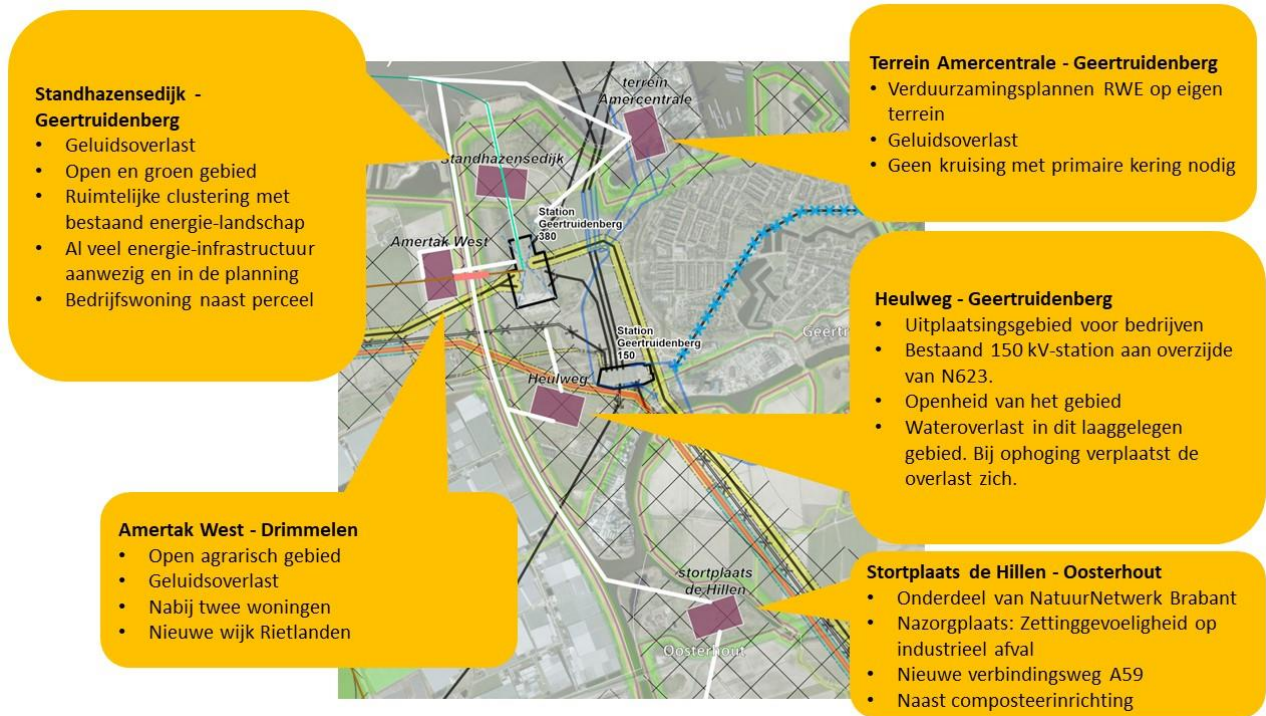 Standhazensedijk -
Geertruidenberg
• Geluidsoverlast
• Open en groen gebied
• Ruimtelijke clustering met
bestaand energie-landschap
• Al veel energie-infrastructuur
aanwezig en in de planning
• Bedrijfswoning naast perceel
Terrein Amercentrale - Geertruidenberg
• Verduurzamingsplannen RWE op eigen
terrein
• Geluidsoverlast
• Geen kruising met primaire kering nodig
terrein
Amercentrale
Standhazensedijk
Station
Geertruidenberg
380
Amertak West
Station
Geertruidenberg
150
Heulweg
stortplaats
de Hillen
Oosterhout
Heulweg - Geertruidenberg
• Uitplaatsingsgebied voor bedrijven
• Bestaand 150 kV-station aan overzijde
van N623.
• Openheid van het gebied
• Wateroverlast in dit laaggelegen
gebied. Bij ophoging verplaatst de
overlast zich.
Amertak West - Drimmelen
• Open agrarisch gebied
• Geluidsoverlast
• Nabij twee woningen
• Nieuwe wijk Rietlanden
Stortplaats de Hillen - Oosterhout
• Onderdeel van NatuurNetwerk Brabant
• Nazorgplaats: Zettinggevoeligheid op
industrieel afval
• Nieuwe verbindingsweg A59
• Naast composteerinrichting